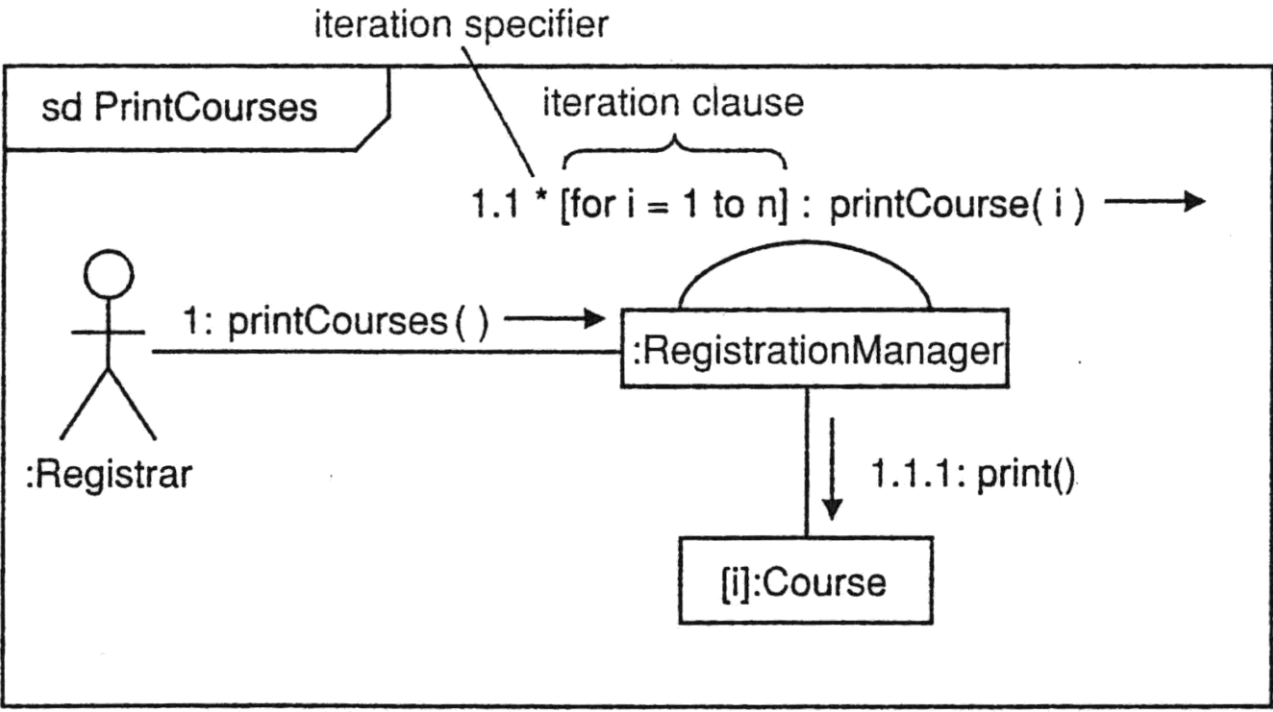 iteration specifier
sd PrintCourses
iteration clause
1.1 * [for i = 1 to n] : printCourse( i )
1: printCourses( )
:RegistrationManager
:Registrar
1.1.1: print()
[i]:Course